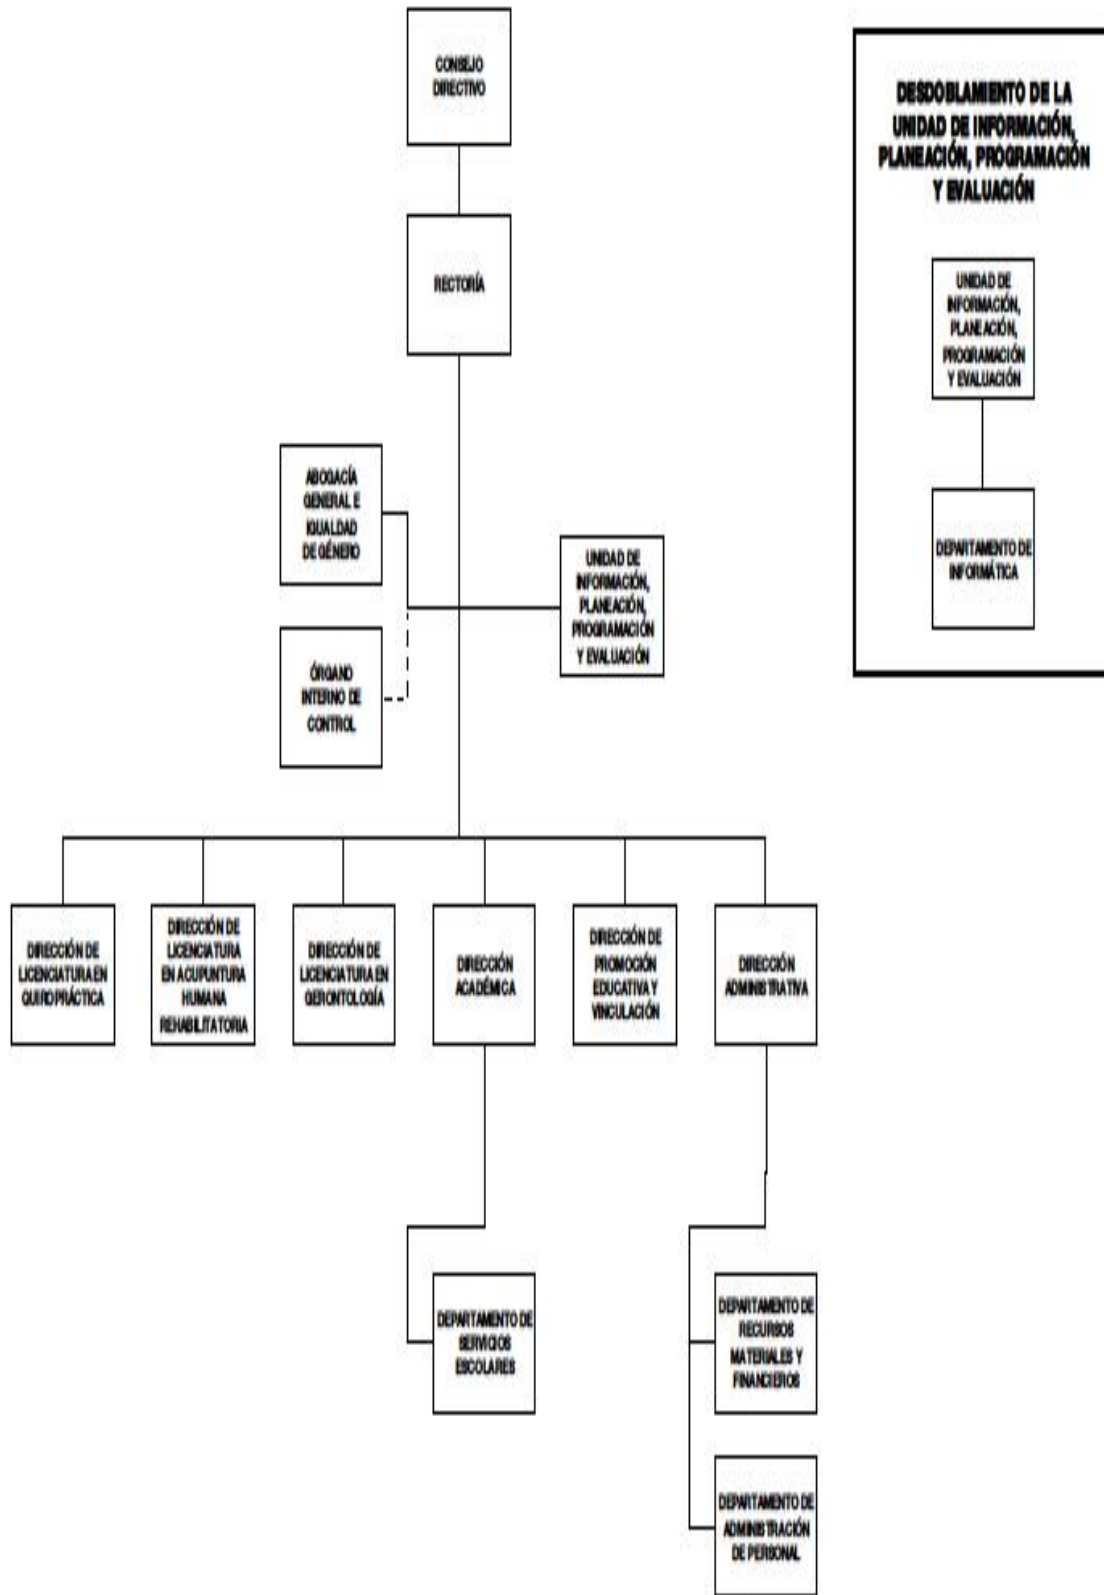 CONSEJO
DIRECTIVO
RECTORÍA
ABOGACÍA
GENERAL E
IGUALDAD
DE GÉNERO
UNIDAD DE
INFORMACIÓN,
PLANEACIÓN,
PROGRAMACIÓN
Y EVALUACIÓN
ÓRGANO
INTERNO DE
CONTROL
DIRECCIÓN DE
LICENCIATURA EN
QUIROPRÁCTICA
DIRECCIÓN DE
LICENCIATURA
EN ACUPUNTURA
HUMANA
REHABILITATORIA
DIRECCIÓN DE
LICENCIATURA EN
GERONTOLOGÍA
DIRECCIÓN
ACADÉMICA
DIRECCIÓN DE
PROMOCIÓN
EDUCATIVA Y
VINCULACIÓN
DIRECCIÓN
ADMINISTRATIVA
DEPARTAMENTO DE
SERVICIOS
ESCOLARES
DEPARTAMENTO DE
RECURSOS
MATERIALES Y
FINANCIEROS
DEPARTAMENTO DE
ADMINISTRACIÓN
DE PERSONAL
DESDOBLAMIENTO DE LA
UNIDAD DE INFORMACIÓN,
PLANEACIÓN, PROGRAMACIÓN
Y EVALUACIÓN
UNIDAD DE
INFORMACIÓN,
PLANEACIÓN,
PROGRAMACIÓN
Y EVALUACIÓN
DEPARTAMENTO DE
INFORMÁTICA